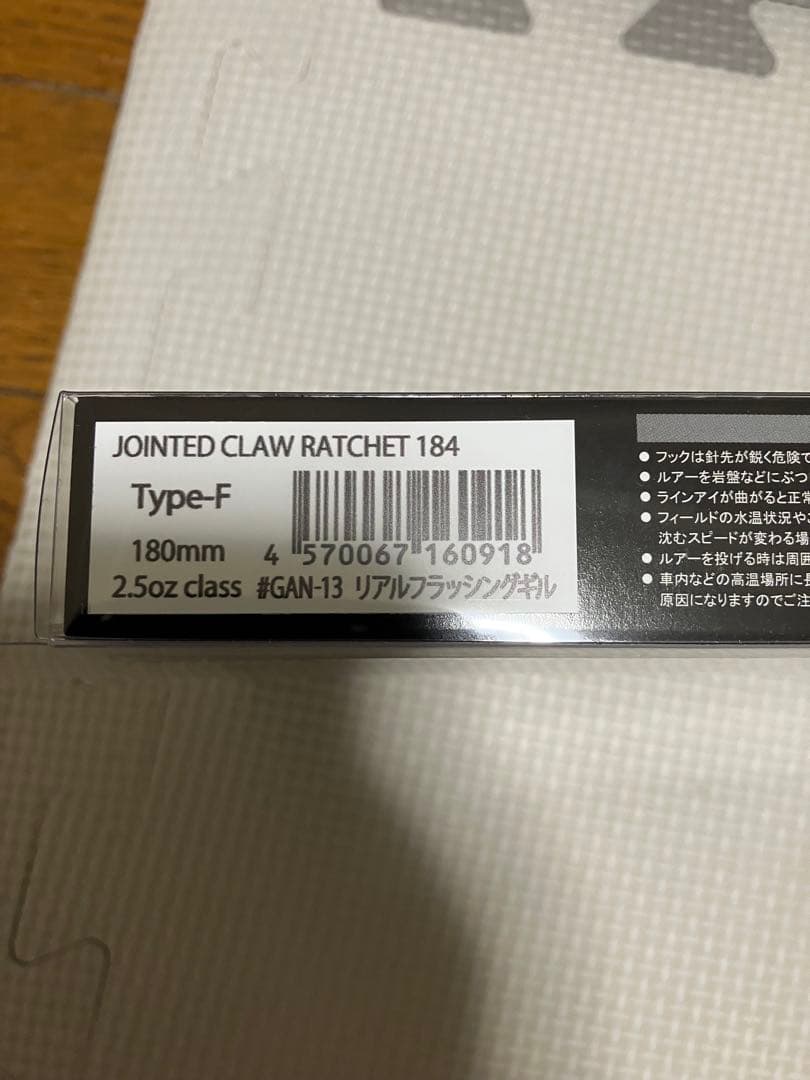 JOINTED CLAW RATCHET 184
Type-F
180mm
4 570067 160918
2.5oz class #GAN-13 リアルフラッシングギル
● フックは針先が鋭く危険で
● ルアーを岩盤などにぶつ
● ラインアイが曲がると正常
● フィールドの水温状況や
沈むスピードが変わる場
● ルアーを投げる時は周囲
● 車内などの高温場所に長
原因になりますのでご注